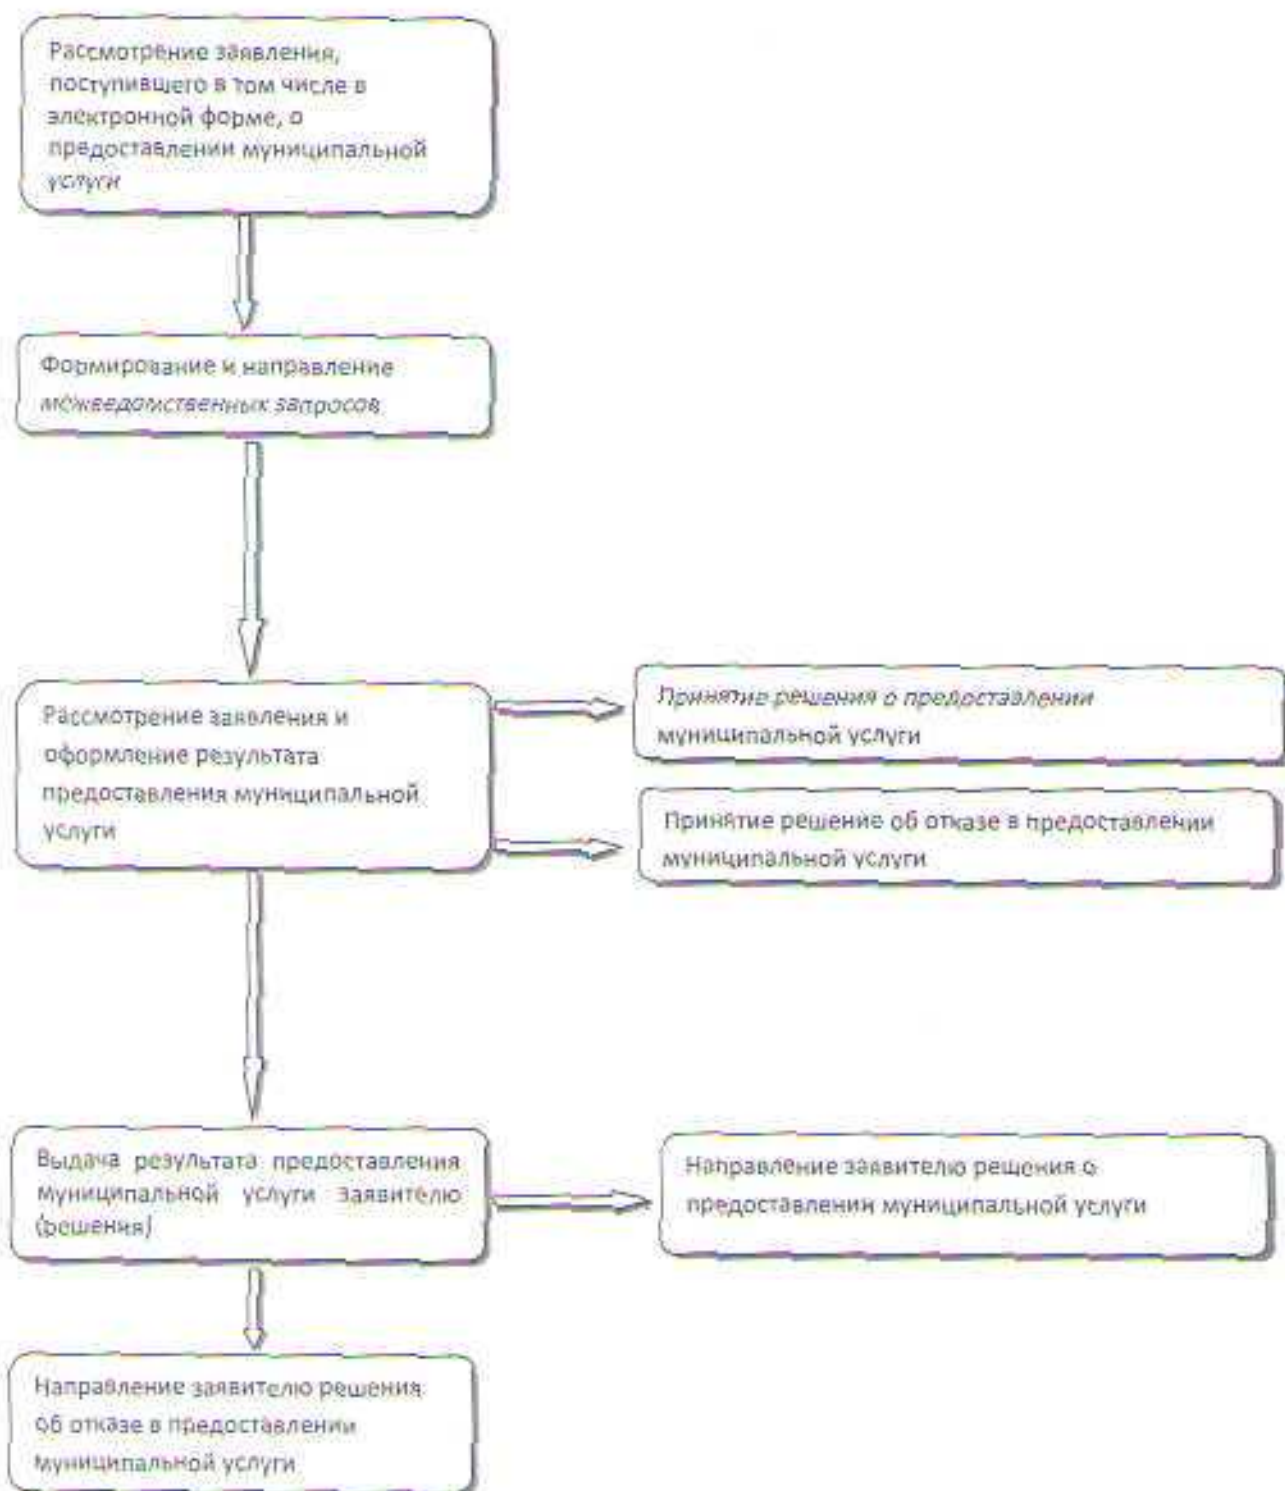 Рассмотрение заявления,
поступившего в том числе в
электронной форме, о
предоставлении муниципальной
услуги
Формирование и направление
межведомственных запросов
Рассмотрение заявления и
оформление результата
предоставления муниципальной
услуги
Принятие решения о предоставлении
муниципальной услуги
Принятие решение об отказе в предоставлении
муниципальной услуги
Выдача результата предоставления
муниципальной услуги заявителю
(решения)
Направление заявителю решения о
предоставлении муниципальной услуги
Направление заявителю решения
об отказе в предоставлении
муниципальной услуги